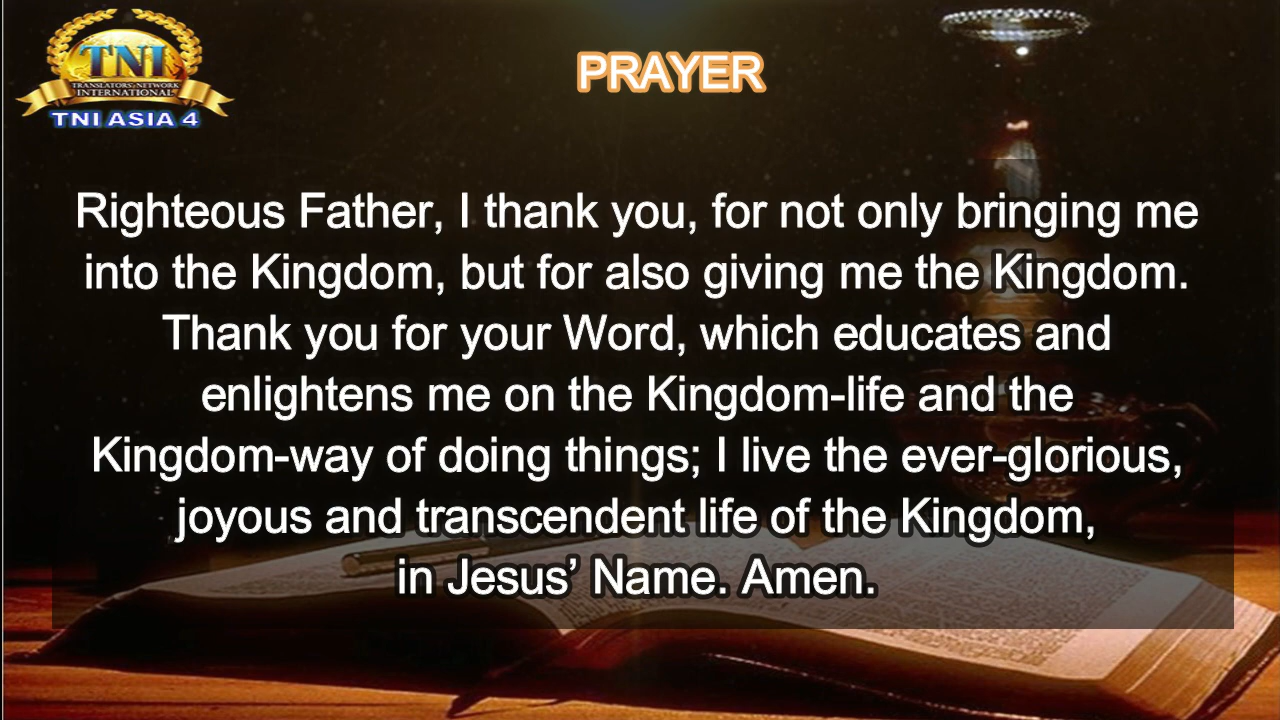 TNI
TRANSLATORS' NETWORK
INTERNATIONAL
TNI ASIA 4
PRAYER
Righteous Father, I thank you, for not only bringing me
into the Kingdom, but for also giving me the Kingdom.
Thank you for your Word, which educates and
enlightens me on the Kingdom-life and the
Kingdom-way of doing things; I live the ever-glorious,
joyous and transcendent life of the Kingdom,
in Jesus’ Name. Amen.